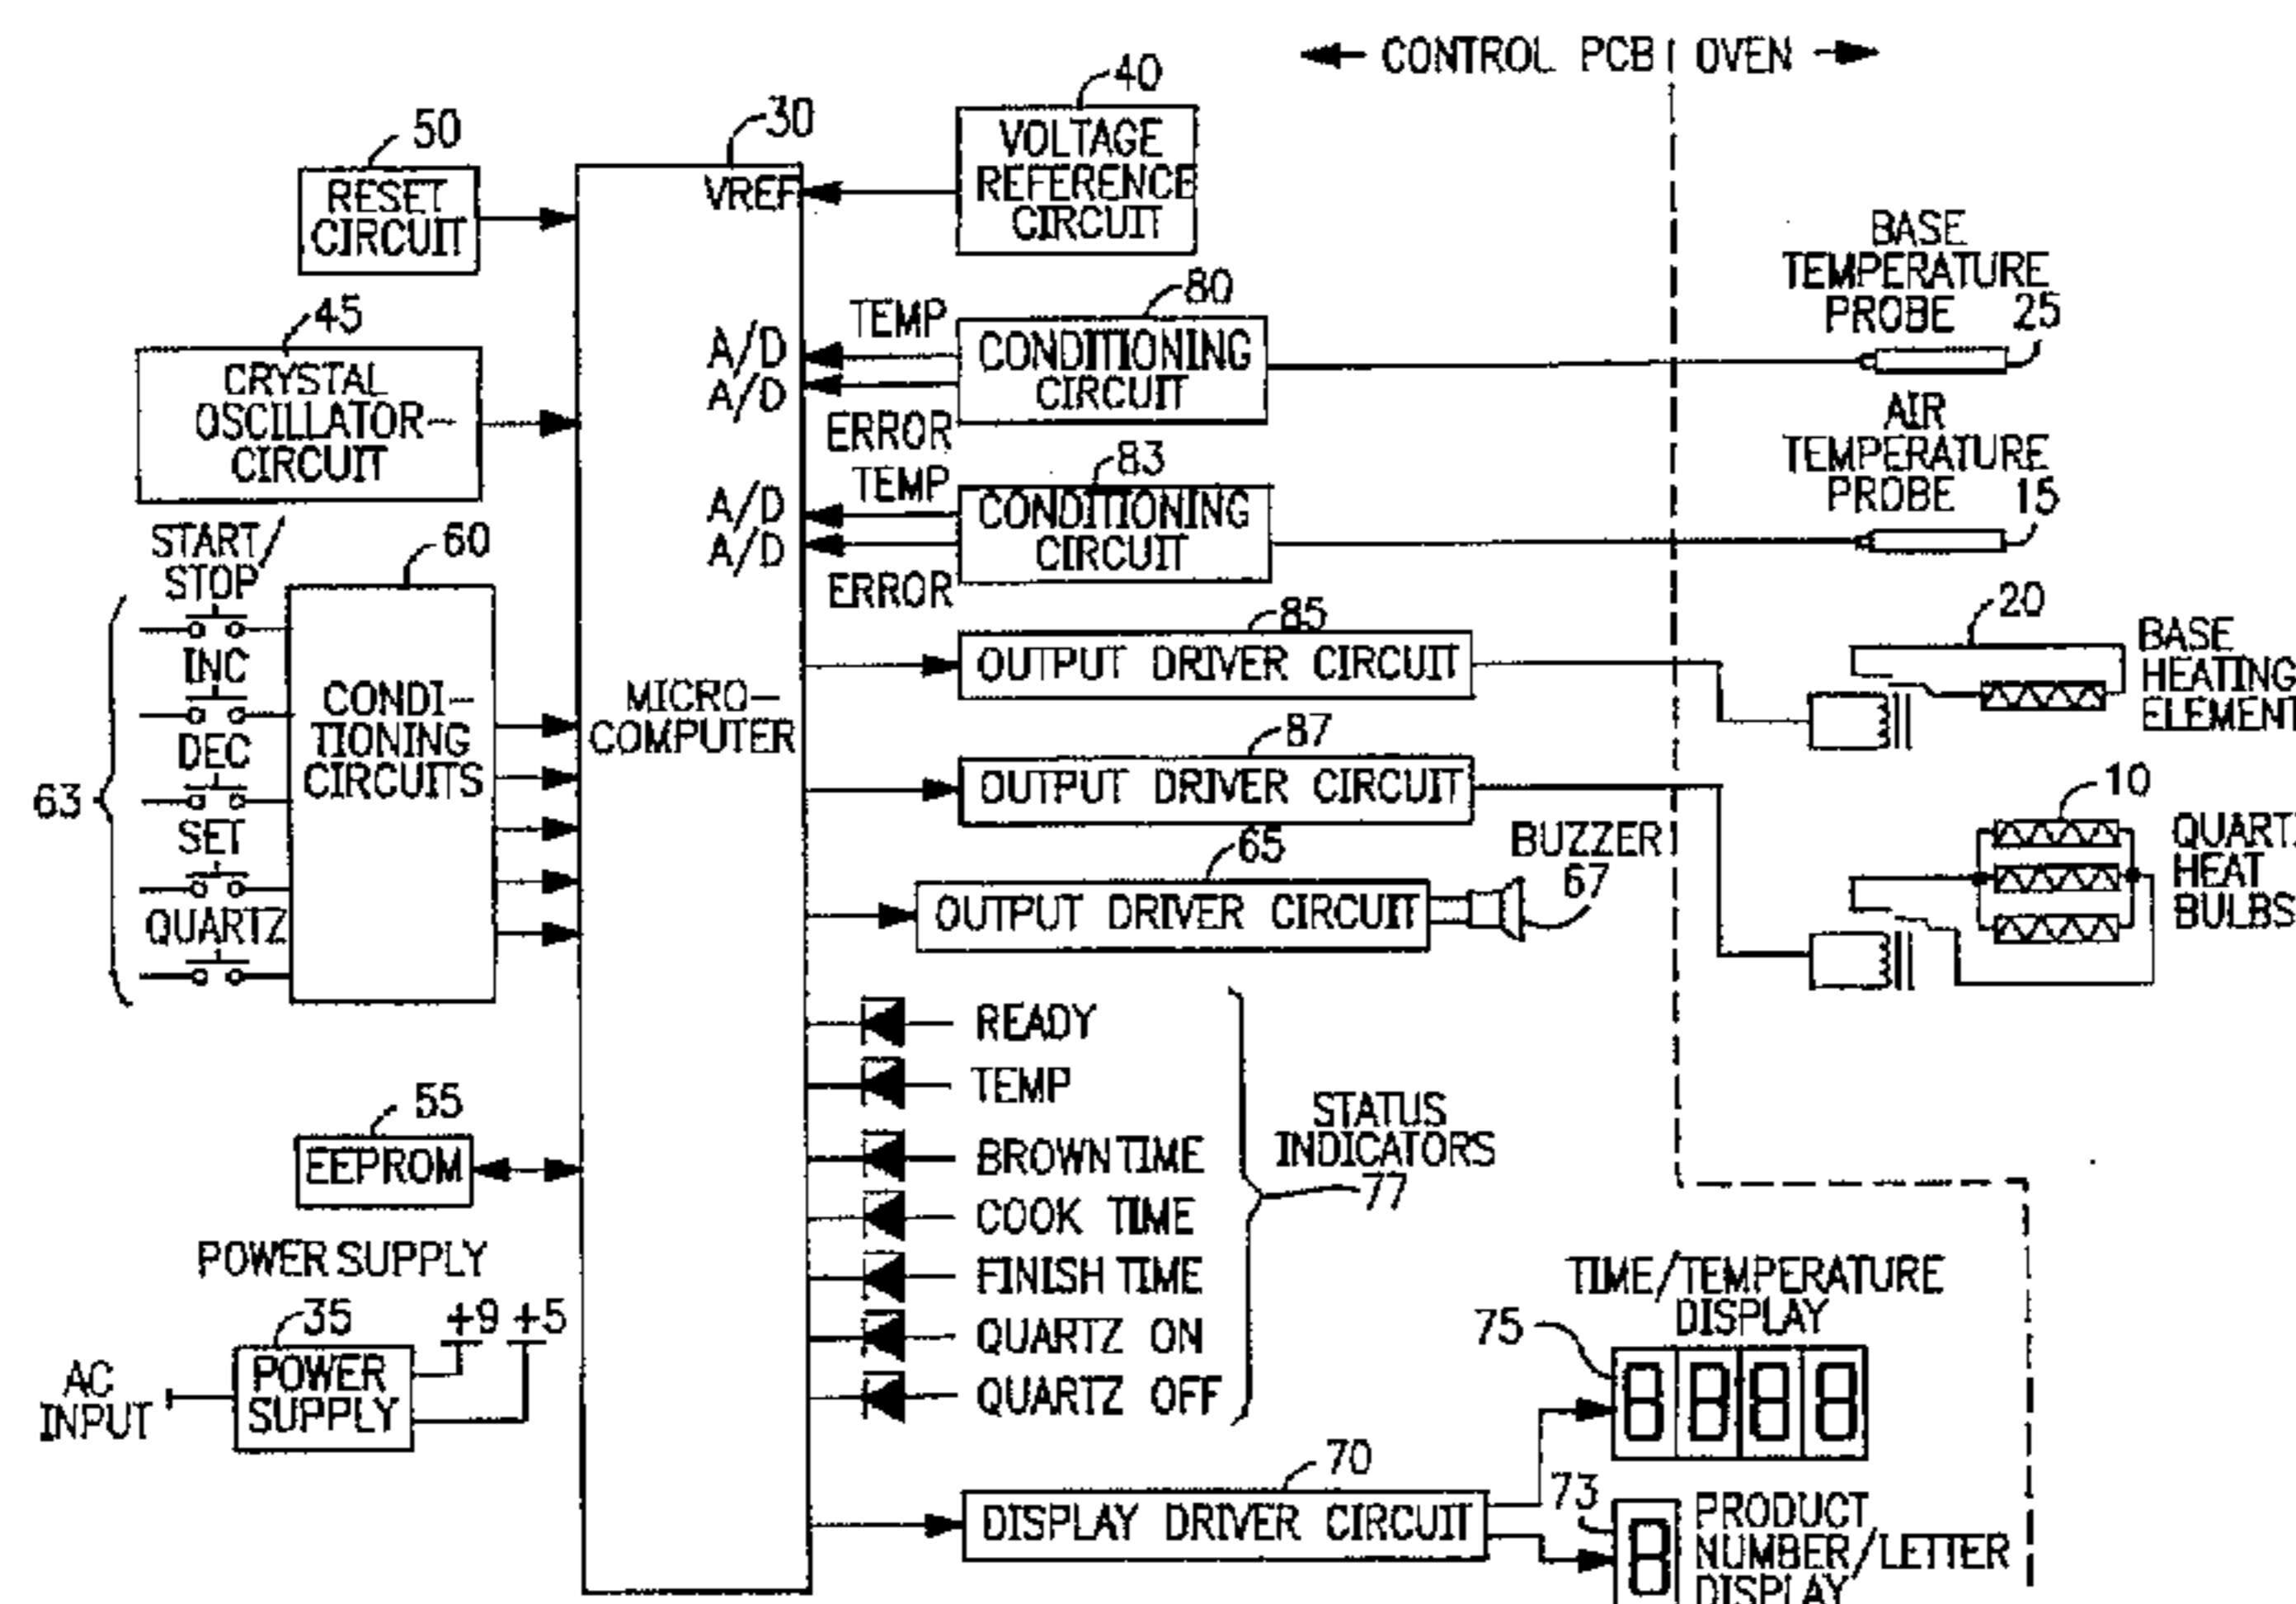 CONTROL PCB
OVEN
50
RESET
CIRCUIT
30
VREF
40
VOLTAGE
REFERENCE
CIRCUIT
45
CRYSTAL
OSCILLATOR
CIRCUIT
A/D
A/D
TEMP
ERROR
80
CONDITIONING
CIRCUIT
BASE
TEMPERATURE
PROBE
25
A/D
A/D
TEMP
ERROR
83
CONDITIONING
CIRCUIT
AIR
TEMPERATURE
PROBE
15
START/
STOP
INC
DEC
SET
QUARTZ
63
60
CONDI-
TIONING
CIRCUITS
MICRO-
COMPUTER
85
OUTPUT DRIVER CIRCUIT
20
BASE
HEATING
ELEMENT
87
OUTPUT DRIVER CIRCUIT
10
QUARTZ
HEAT
BULBS
65
OUTPUT DRIVER CIRCUIT
BUZZER
67
READY
TEMP
BROWN TIME
COOK TIME
FINISH TIME
QUARTZ ON
QUARTZ OFF
STATUS
INDICATORS
77
55
EEPROM
POWER SUPPLY
35
+9 +5
POWER
SUPPLY
AC
INPUT
TIME/TEMPERATURE
DISPLAY
75
8 8 8 8
70
DISPLAY DRIVER CIRCUIT
73
8
PRODUCT
NUMBER/LETTER
DISPLAY